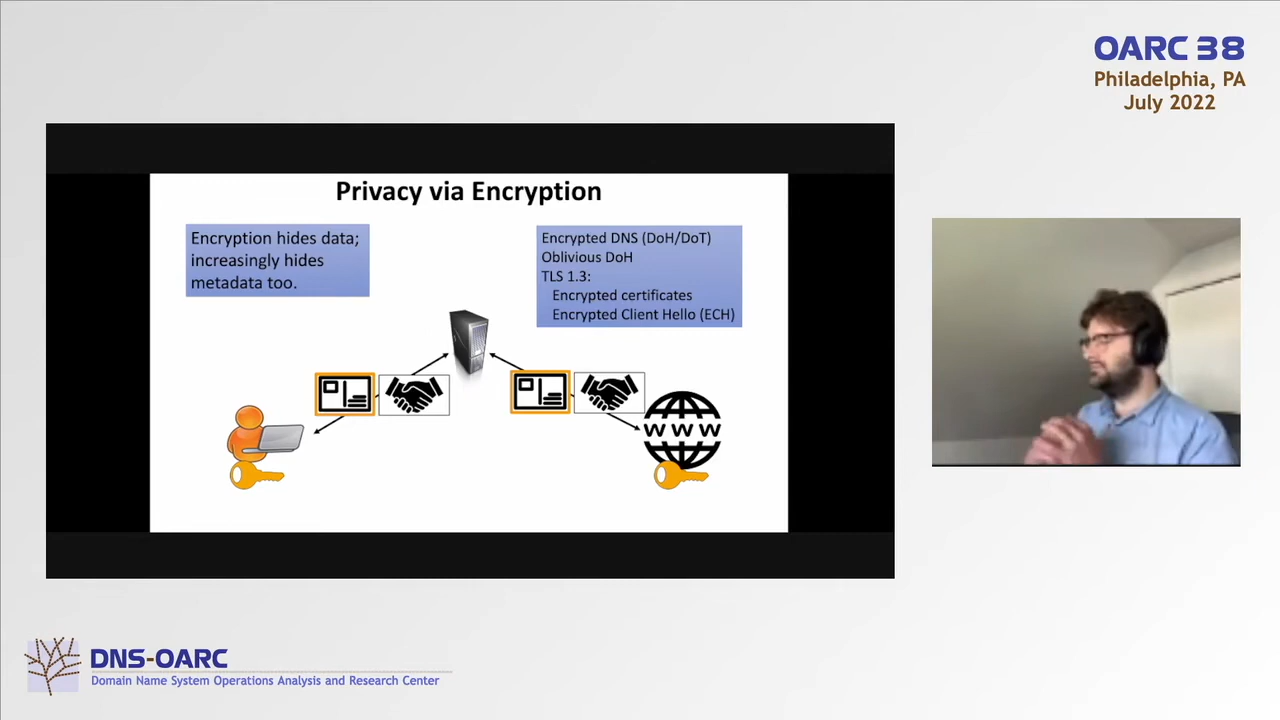 OARC 38
Philadelphia, PA
July 2022
Privacy via Encryption
Encryption hides data;
increasingly hides
metadata too.
Encrypted DNS (DoH/DoT)
Oblivious DoH
TLS 1.3:
Encrypted certificates
Encrypted Client Hello (ECH)
W W W
DNS-OARC
Domain Name System Operations Analysis and Research Center